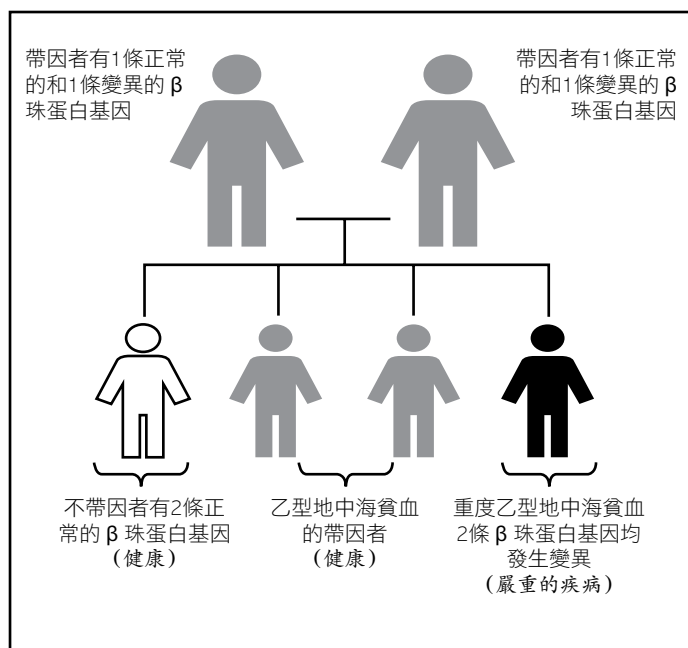 帶因者有1條正常
的和1條變異的 β
珠蛋白基因
帶因者有1條正常
的和1條變異的 β
珠蛋白基因
不帶因者有2條正
常的 β 珠蛋白基因
(健康)
乙型地中海貧血
的帶因者
(健康)
重度乙型地中海貧血
2條 β 珠蛋白基因均
發生變異
(嚴重的疾病)